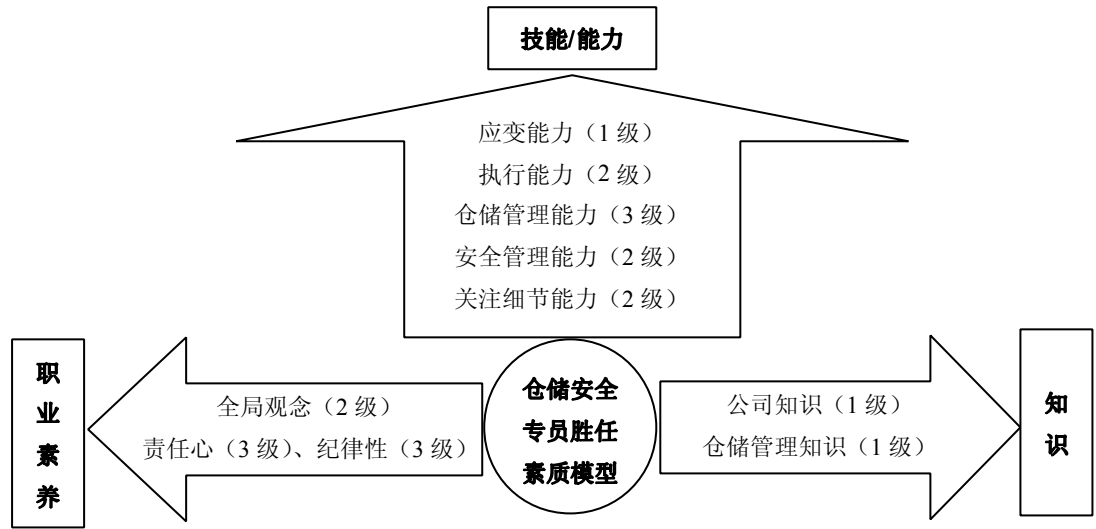 技能/能力
应变能力（1 级）
执行能力（2 级）
仓储管理能力（3 级）
安全管理能力（2 级）
关注细节能力（2 级）
职
业
素
养
全局观念（2 级）
责任心（3 级）、纪律性（3 级）
仓储安全
专员胜任
素质模型
公司知识（1 级）
仓储管理知识（1 级）
知
识